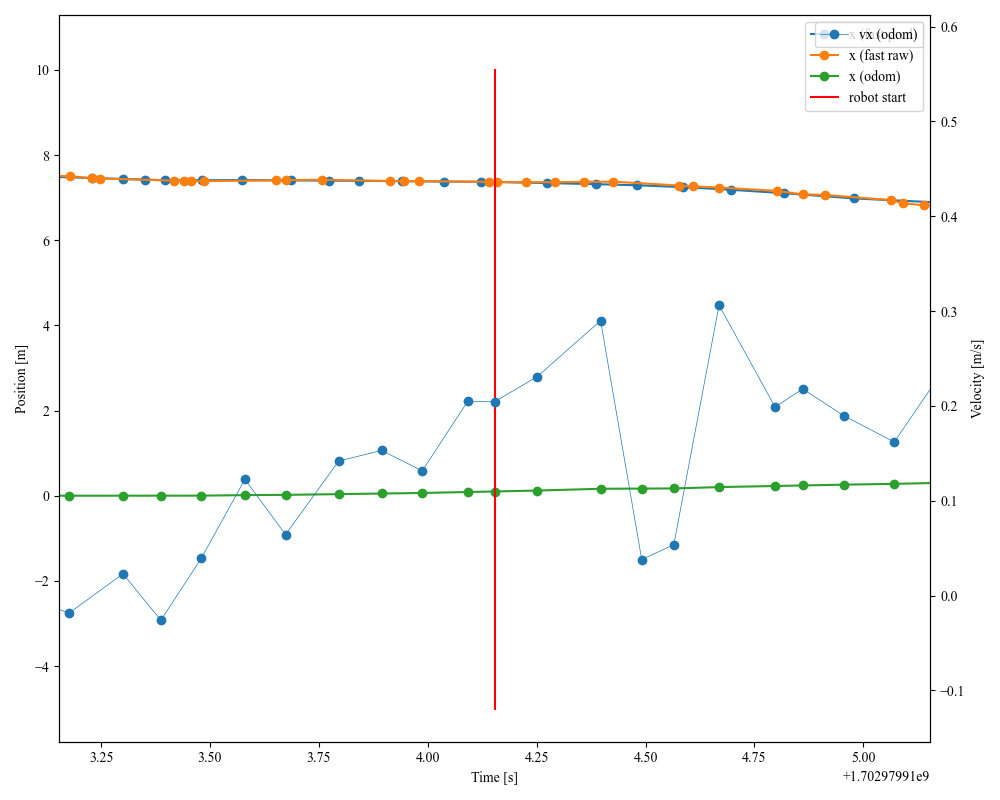 vx (odom)
x (fast raw)
x (odom)
robot start
10
8
6
4
2
0
−2
−4
Position [m]
0.6
0.5
0.4
0.3
0.2
0.1
0.0
−0.1
Velocity [m/s]
3.25 3.50 3.75 4.00 4.25 4.50 4.75 5.00
Time [s]
+1.70297991e9